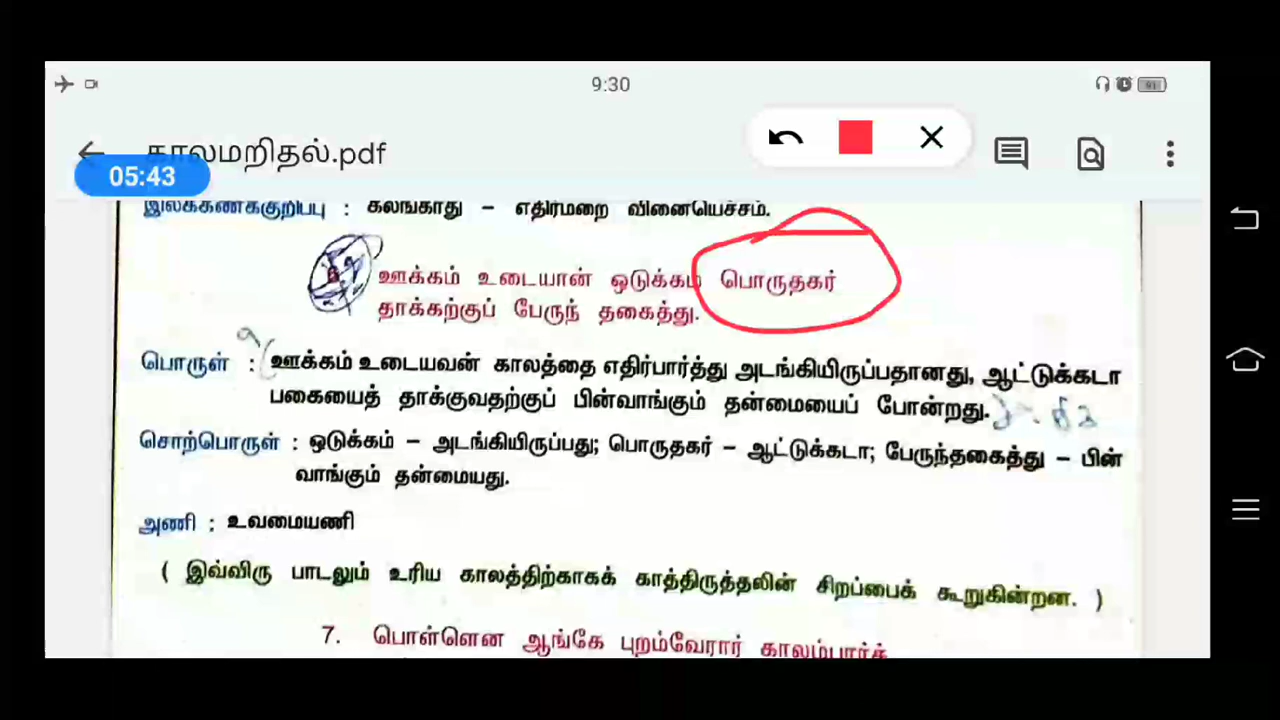 9:30
91
காலமறிதல்.pdf
05:43
இலக்கணக்குறிப்பு : கலங்காது – எதிர்மறை வினையெச்சம்.
ஊக்கம் உடையான் ஒடுக்கம் பொருதகர்
தாக்கற்குப் பேருந் தகைத்து.
பொருள் : ஊக்கம் உடையவன் காலத்தை எதிர்பார்த்து அடங்கியிருப்பதானது, ஆட்டுக்கடா
பகையைத் தாக்குவதற்குப் பின்வாங்கும் தன்மையைப் போன்றது.
சொற்பொருள் : ஒடுக்கம் – அடங்கியிருப்பது; பொருதகர் – ஆட்டுக்கடா; பேருந்தகைத்து – பின்
வாங்கும் தன்மையது.
அணி : உவமையணி
( இவ்விரு பாடலும் உரிய காலத்திற்காகக் காத்திருத்தலின் சிறப்பைக் கூறுகின்றன. )
7. பொள்ளென ஆங்கே புறம்வேரார் காலம்பார்த்